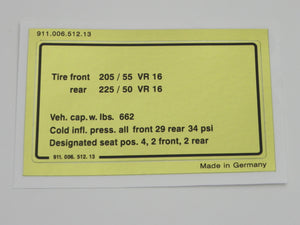 911.006.512.13
Tire front 205 / 55 VR 16
rear 225 / 50 VR 16
Veh. cap. w. lbs. 662
Cold infl. press. all front 29 rear 34 psi
Designated seat pos. 4, 2 front, 2 rear
911. 006. 512. 13
Made in Germany